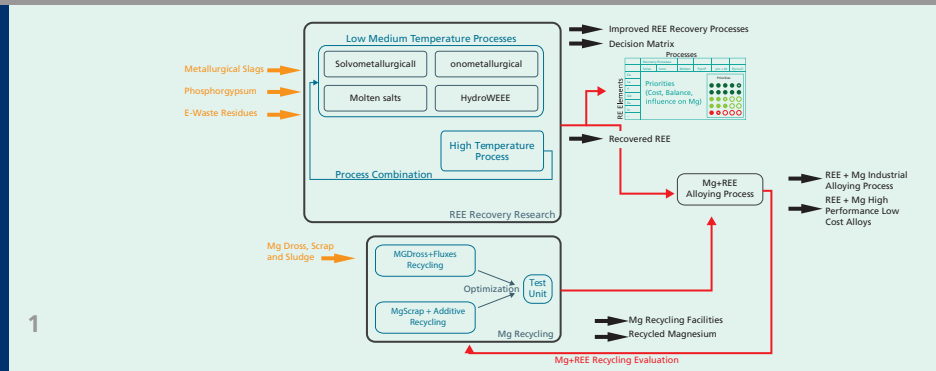 Low Medium Temperature Processes
Solvometallurgicall
onometallurgical
Molten salts
HydroWEEE
High Temperature
Process
Process Combination
REE Recovery Research
Metallurgical Slags
Phosphorgypsum
E-Waste Residues
Improved REE Recovery Processes
Decision Matrix
Processes
RE Elements
Priorities
(Cost, Balance,
influence on Mg)
Priorities
Recovered REE
Mg+REE
Alloying Process
REE + Mg Industrial
Alloying Process
REE + Mg High
Performance Low
Cost Alloys
Mg Dross, Scrap
and Sludge
MGDross+Fluxes
Recycling
Optimization
Test
Unit
MgScrap + Additive
Recycling
Mg Recycling
Mg Recycling Facilities
Recycled Magnesium
Mg+REE Recycling Evaluation
1